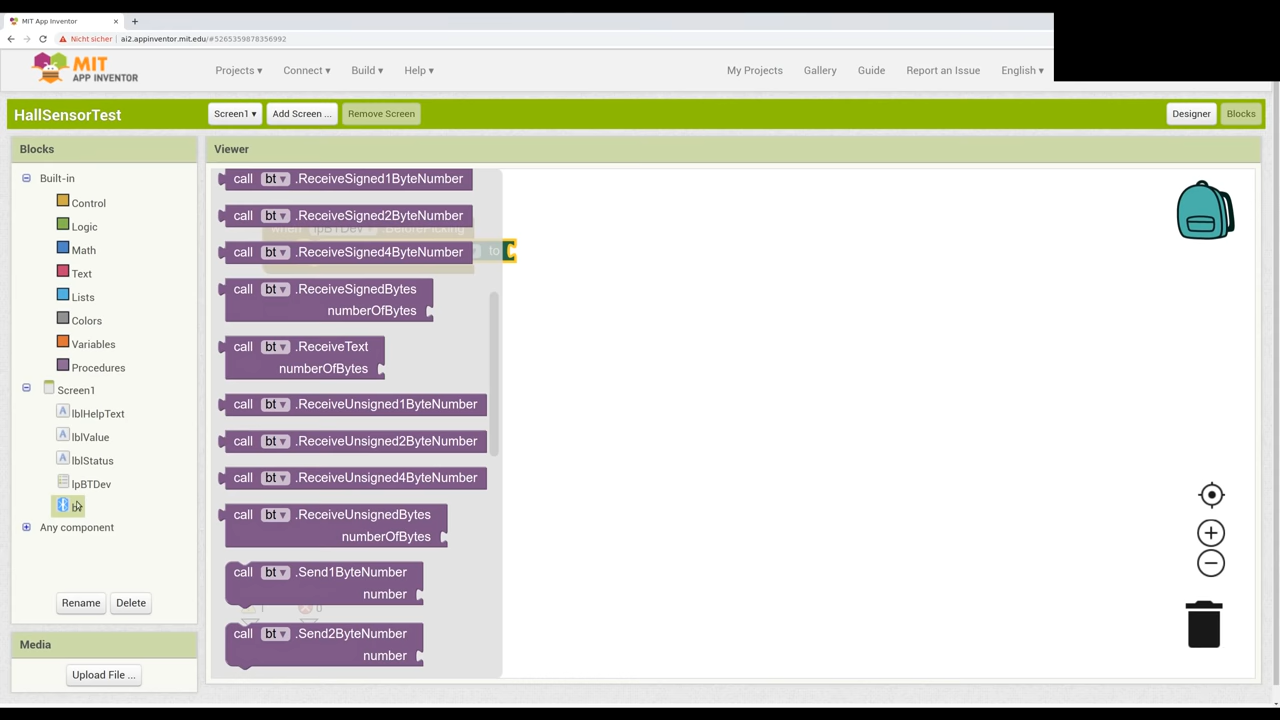 MIT App Inventor
Nicht sicher
ai2.appinventor.mit.edu/#5265359878356992
MIT
APP INVENTOR
Projects ▾
Connect ▾
Build ▾
Help ▾
My Projects
Gallery
Guide
Report an Issue
English ▾
HallSensorTest
Screen1 ▾
Add Screen ...
Remove Screen
Designer
Blocks
Blocks
Built-in
Control
Logic
Math
Text
Lists
Colors
Variables
Procedures
Screen1
lblHelpText
lblValue
lblStatus
lpBTDev
Any component
Rename
Delete
Media
Upload File ...
Viewer
call bt ▾ .ReceiveSigned1ByteNumber
call bt ▾ .ReceiveSigned2ByteNumber
when lpBTDev .BeforePicking
call bt ▾ .ReceiveSigned4ByteNumber
to
call bt ▾ .ReceiveSignedBytes
numberOfBytes
call bt ▾ .ReceiveText
numberOfBytes
call bt ▾ .ReceiveUnsigned1ByteNumber
call bt ▾ .ReceiveUnsigned2ByteNumber
call bt ▾ .ReceiveUnsigned4ByteNumber
call bt ▾ .ReceiveUnsignedBytes
numberOfBytes
call bt ▾ .Send1ByteNumber
number
call bt ▾ .Send2ByteNumber
number